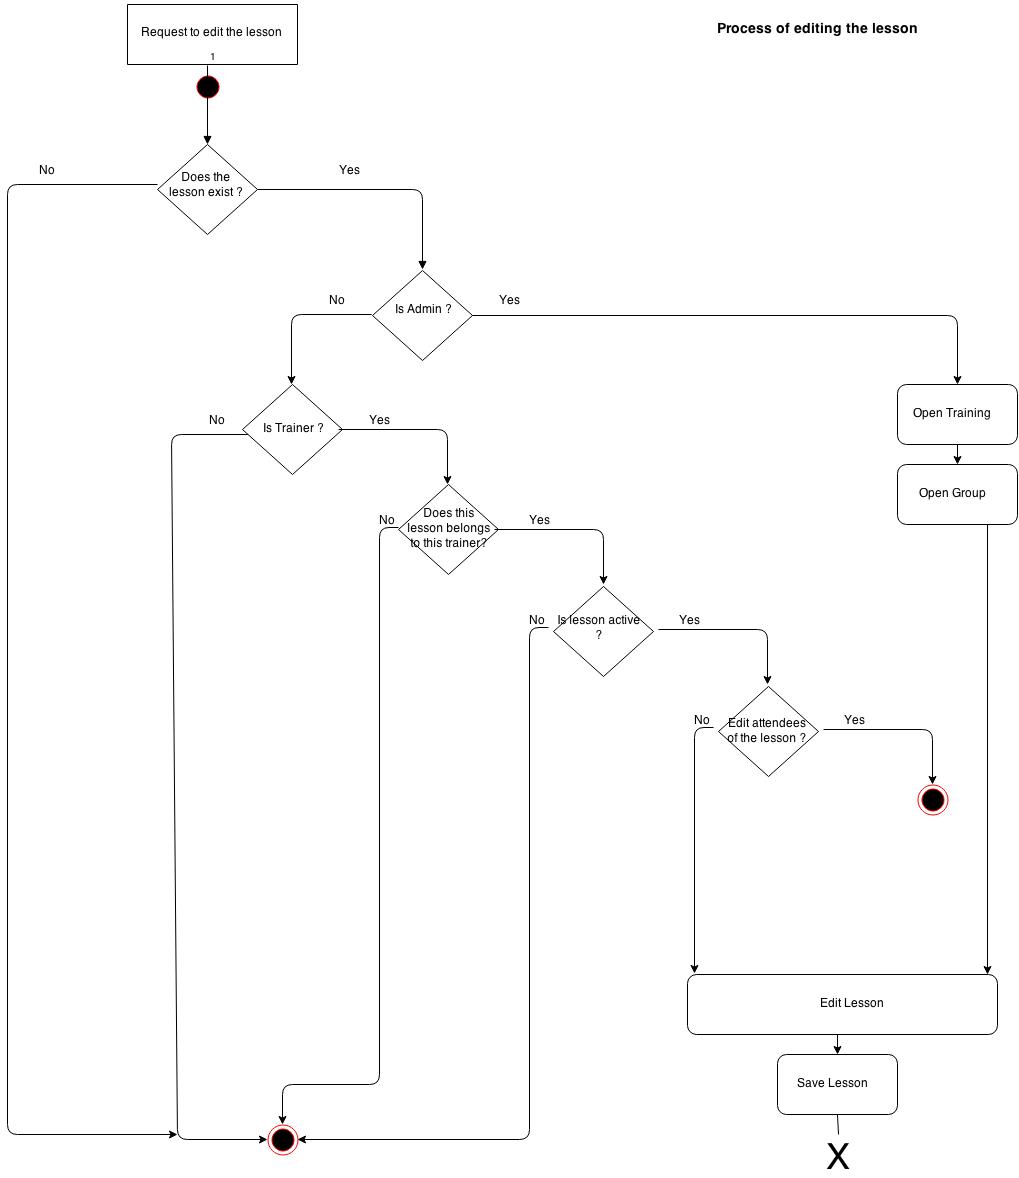 Process of editing the lesson
Request to edit the lesson
1
No
Yes
Does the
lesson exist ?
No
Yes
Is Admin ?
No
Yes
Is Trainer ?
Open Training
Open Group
No
Yes
Does this
lesson belongs
to this trainer?
No
Yes
Is lesson active
?
No
Yes
Edit attendees
of the lesson ?
Edit Lesson
Save Lesson
X